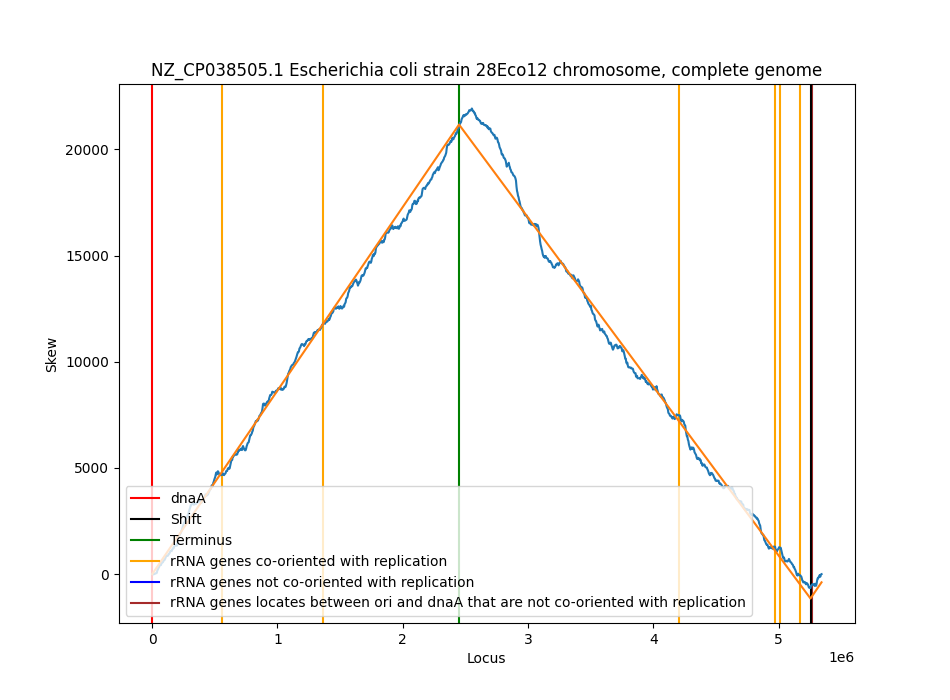 NZ_CP038505.1 Escherichia coli strain 28Eco12 chromosome, complete genome
Skew
20000
15000
10000
5000
0
dnaA
Shift
Terminus
rRNA genes co-oriented with replication
rRNA genes not co-oriented with replication
rRNA genes locates between ori and dnaA that are not co-oriented with replication
0 1 2 3 4 5
1e6
Locus